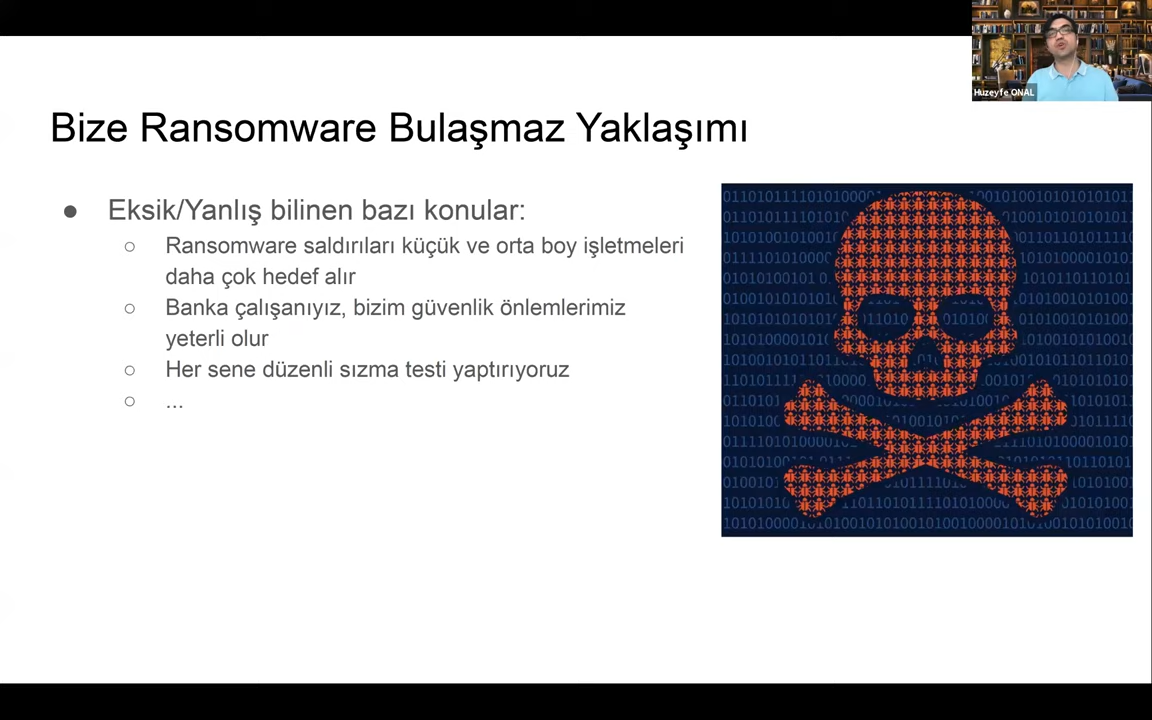 Huzeyfe ONAL
Bize Ransomware Bulaşmaz Yaklaşımı
● Eksik/Yanlış bilinen bazı konular:
○ Ransomware saldırıları küçük ve orta boy işletmeleri
daha çok hedef alır
○ Banka çalışanıyız, bizim güvenlik önlemlerimiz
yeterli olur
○ Her sene düzenli sızma testi yaptırıyoruz
○ ...